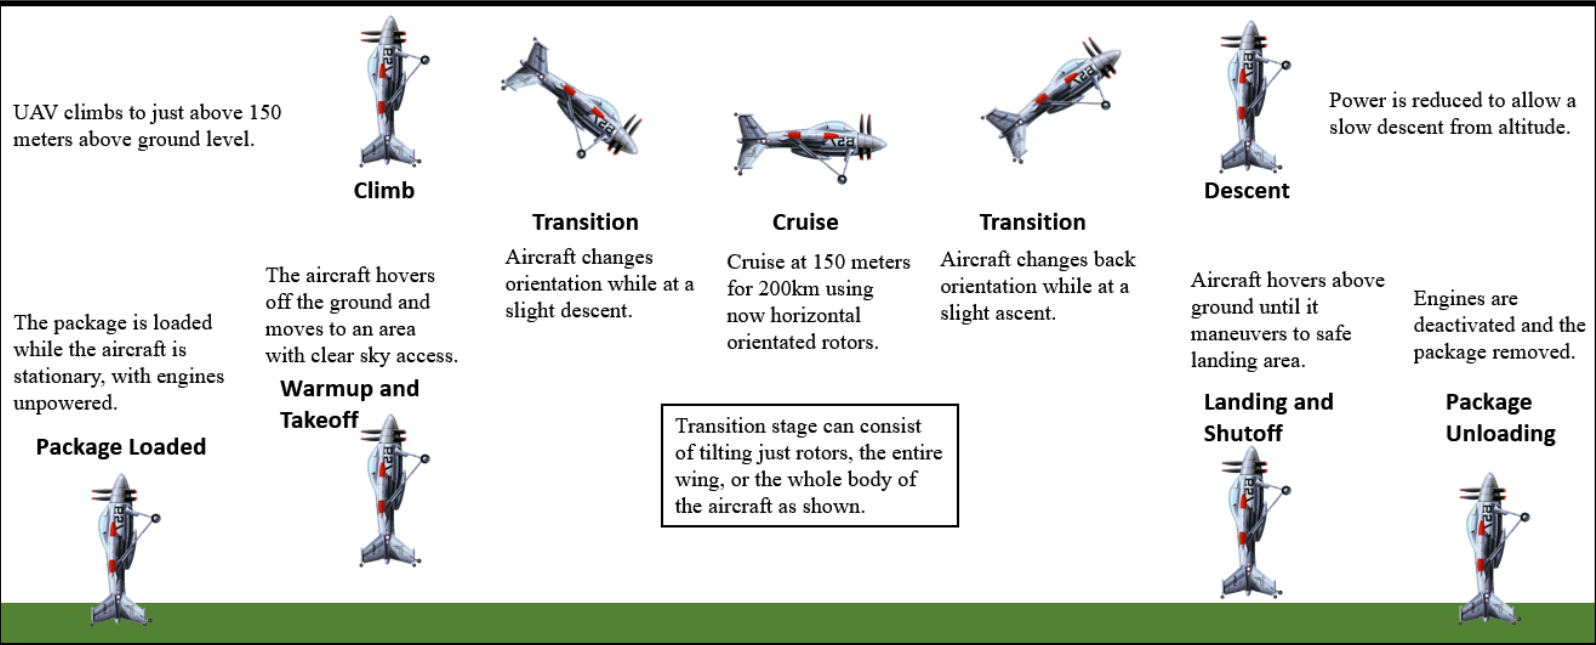 UAV climbs to just above 150
meters above ground level.
Climb
Transition
Aircraft changes
orientation while at a
slight descent.
Cruise
Cruise at 150 meters
for 200km using
now horizontal
orientated rotors.
Transition
Aircraft changes back
orientation while at a
slight ascent.
Descent
Power is reduced to allow a
slow descent from altitude.
The package is loaded
while the aircraft is
stationary, with engines
unpowered.
Package Loaded
The aircraft hovers
off the ground and
moves to an area
with clear sky access.
Warmup and
Takeoff
Transition stage can consist
of tilting just rotors, the entire
wing, or the whole body of
the aircraft as shown.
Aircraft hovers above
ground until it
maneuvers to safe
landing area.
Landing and
Shutoff
Engines are
deactivated and the
package removed.
Package
Unloading